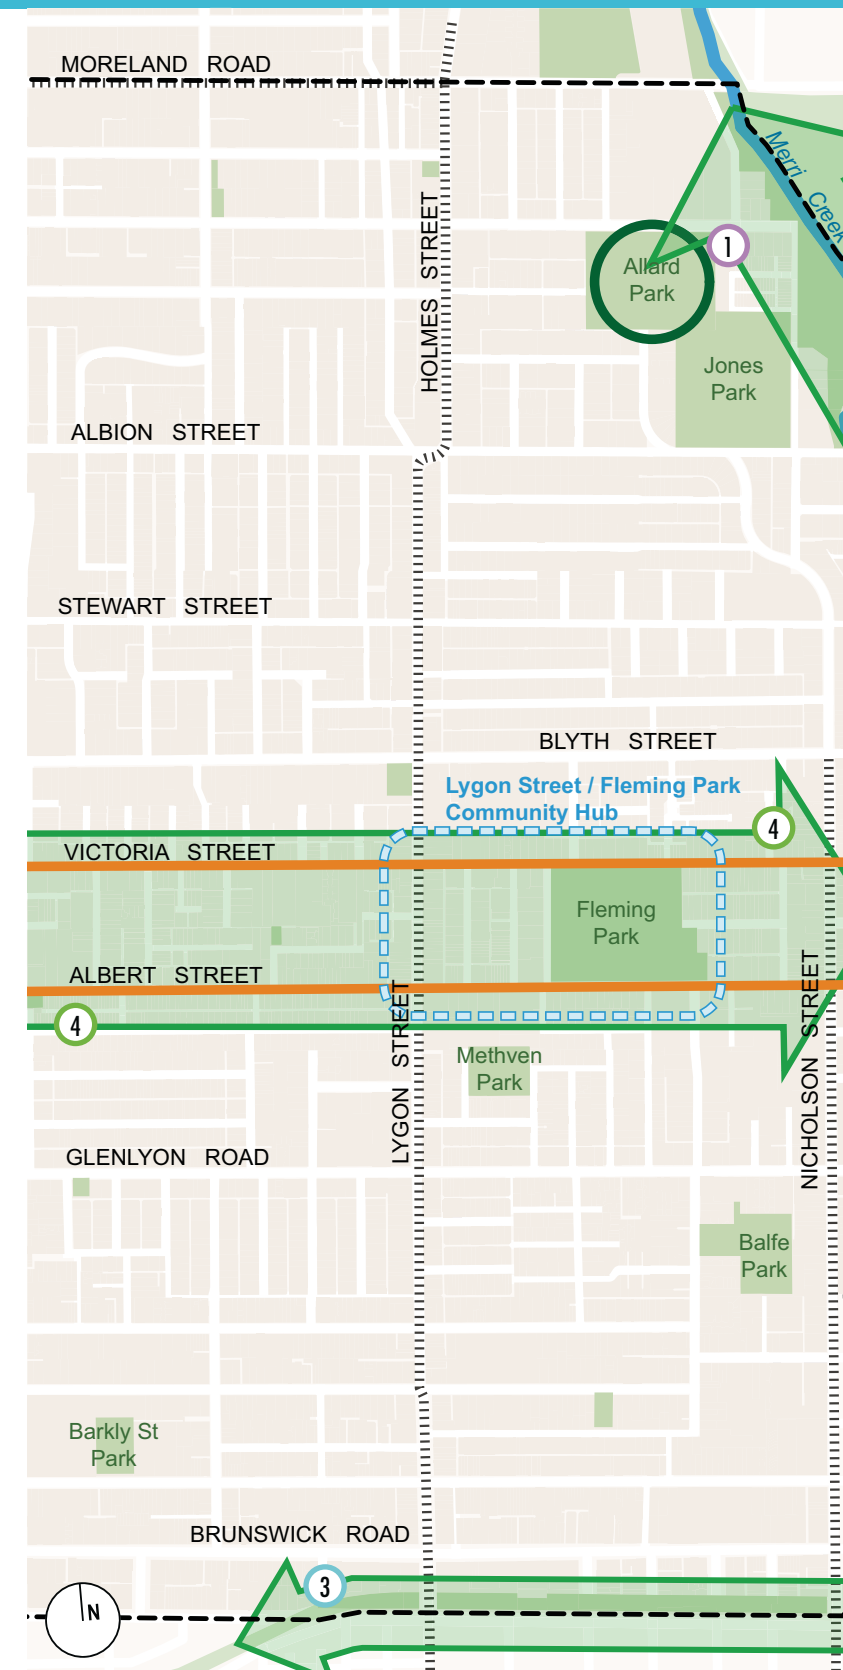 MORELAND ROAD
Merri
Creek
HOLMES STREET
1
Allard
Park
Jones
Park
ALBION STREET
STEWART STREET
BLYTH STREET
Lygon Street / Fleming Park
Community Hub
4
VICTORIA STREET
Fleming
Park
ALBERT STREET
4
LYGON STREET
NICHOLSON STREET
Methven
Park
GLENLYON ROAD
Balfe
Park
Barkly St
Park
BRUNSWICK ROAD
3
N